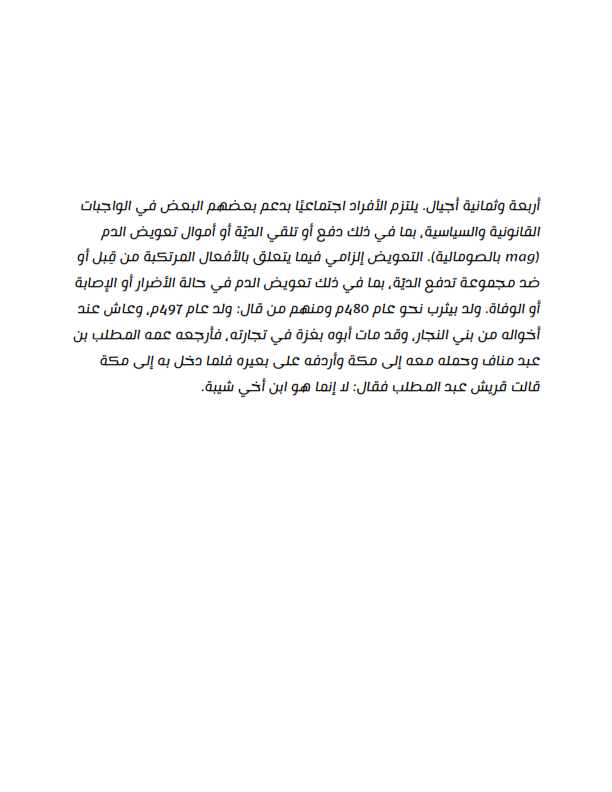 أربعة وثمانية أجيال. يلتزم الأفراد اجتماعيًا بدعم بعضهم البعض في الواجبات
القانونية والسياسية، بما في ذلك دفع أو تلقي الديّة أو أموال تعويض الدم
(mag بالصومالية). التعويض إلزامي فيما يتعلق بالأفعال المرتكبة من قِبل أو
ضد مجموعة تدفع الديّة، بما في ذلك تعويض الدم في حالة الأضرار أو الإصابة
أو الوفاة. ولد بيثرب نحو عام 480م ومنهم من قال: ولد عام 497م، وعاش عند
أخواله من بني النجار، وقد مات أبوه بغزة في تجارته، فأرجعه عمه المطلب بن
عبد مناف وحمله معه إلى مكة وأردفه على بعيره فلما دخل به إلى مكة
قالت قريش عبد المطلب فقال: لا إنما هو ابن أخي شيبة.